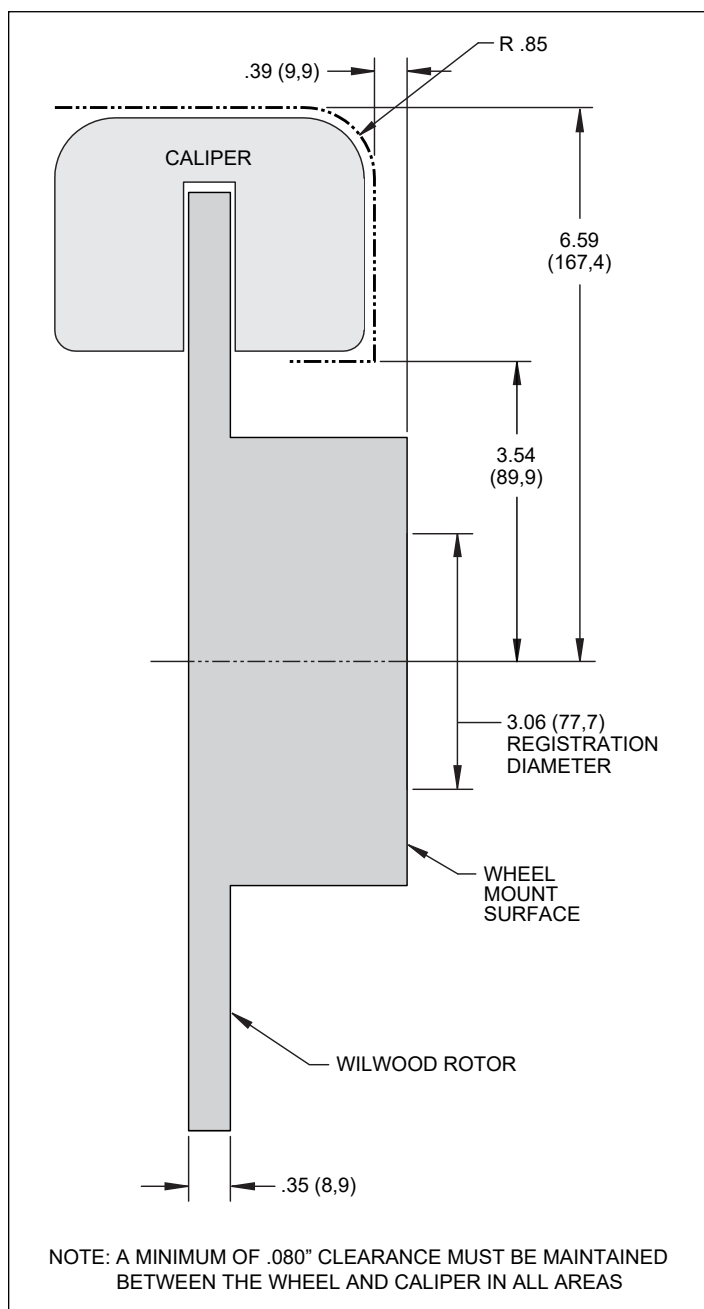 R .85
.39 (9,9)
CALIPER
6.59
(167,4)
3.54
(89,9)
3.06 (77,7)
REGISTRATION
DIAMETER
WHEEL
MOUNT
SURFACE
WILWOOD ROTOR
.35 (8,9)
NOTE: A MINIMUM OF .080” CLEARANCE MUST BE MAINTAINED
BETWEEN THE WHEEL AND CALIPER IN ALL AREAS